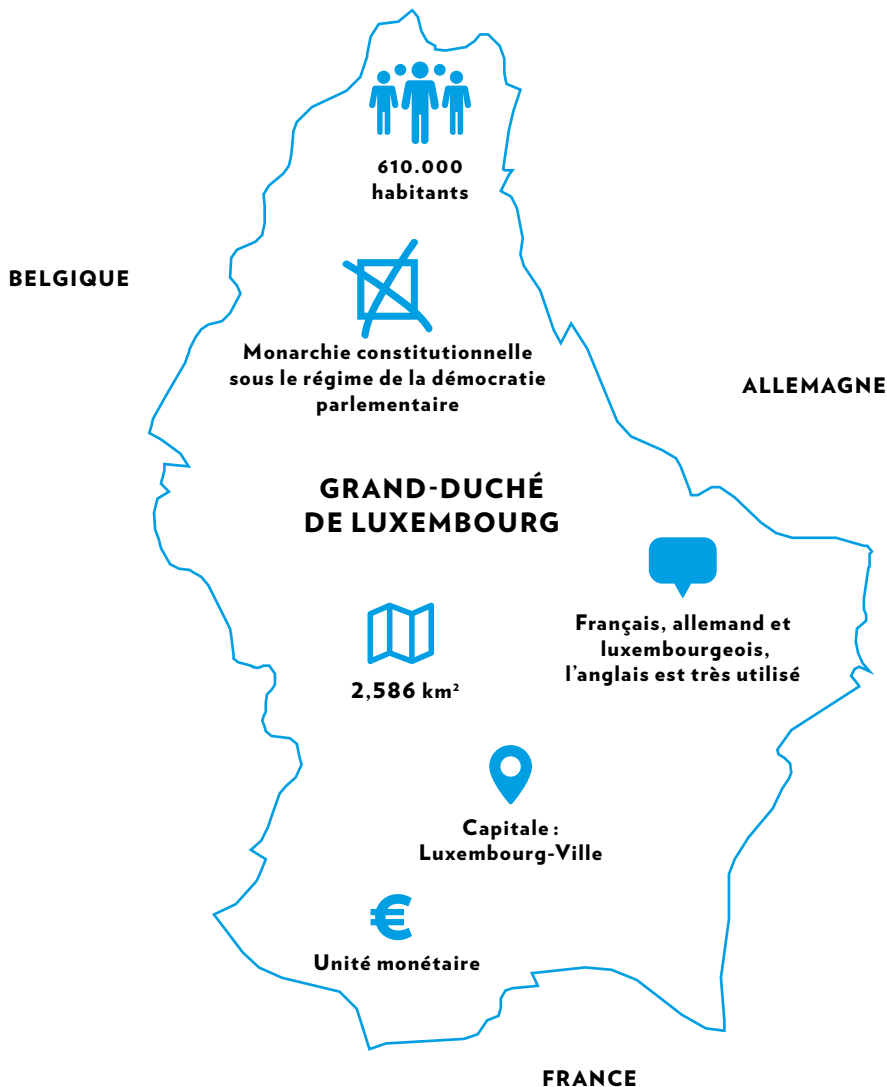 610.000
habitants
BELGIQUE
Monarchie constitutionnelle
sous le régime de la démocratie
parlementaire
ALLEMAGNE
GRAND-DUCHÉ
DE LUXEMBOURG
Français, allemand et
luxembourgeois,
l'anglais est très utilisé
2,586 km²
Capitale :
Luxembourg-Ville
€
Unité monétaire
FRANCE